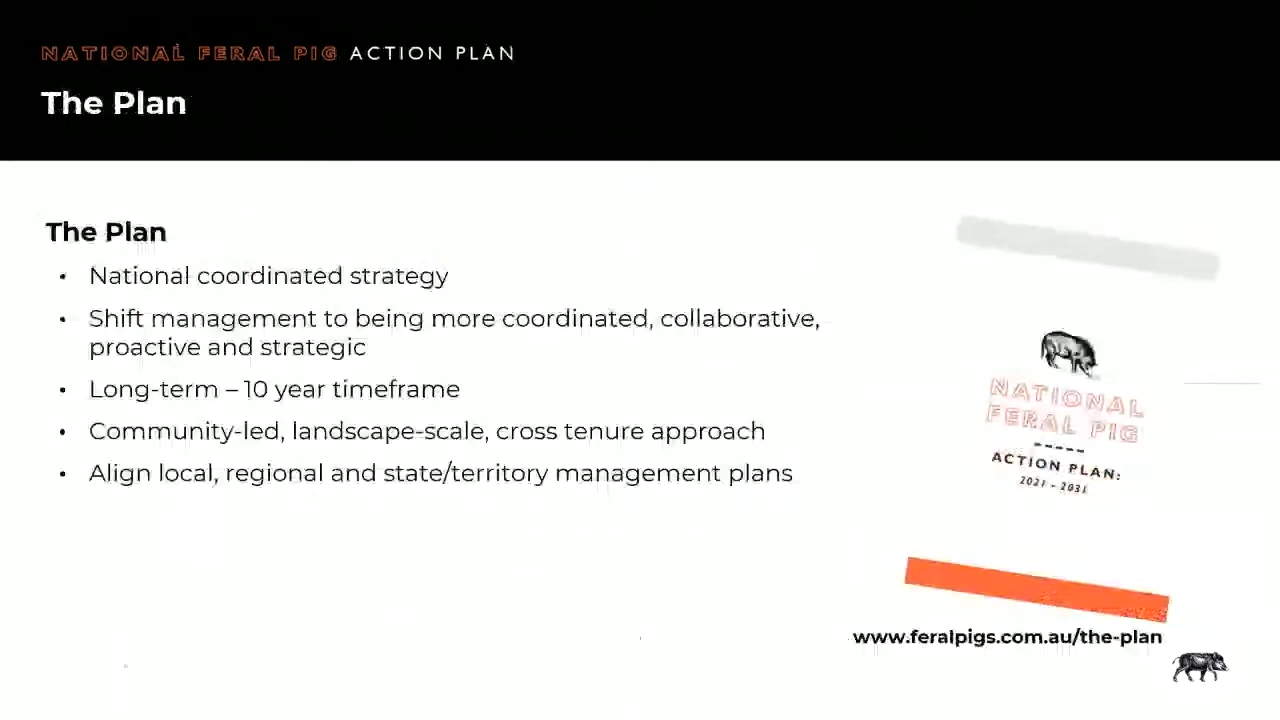 NATIONAL FERAL PIG ACTION PLAN
The Plan
The Plan
• National coordinated strategy
• Shift management to being more coordinated, collaborative,
proactive and strategic
• Long-term – 10 year timeframe
• Community-led, landscape-scale, cross tenure approach
• Align local, regional and state/territory management plans
NATIONAL
FERAL PIG
ACTION PLAN:
2021 - 2031
www.feralpigs.com.au/the-plan